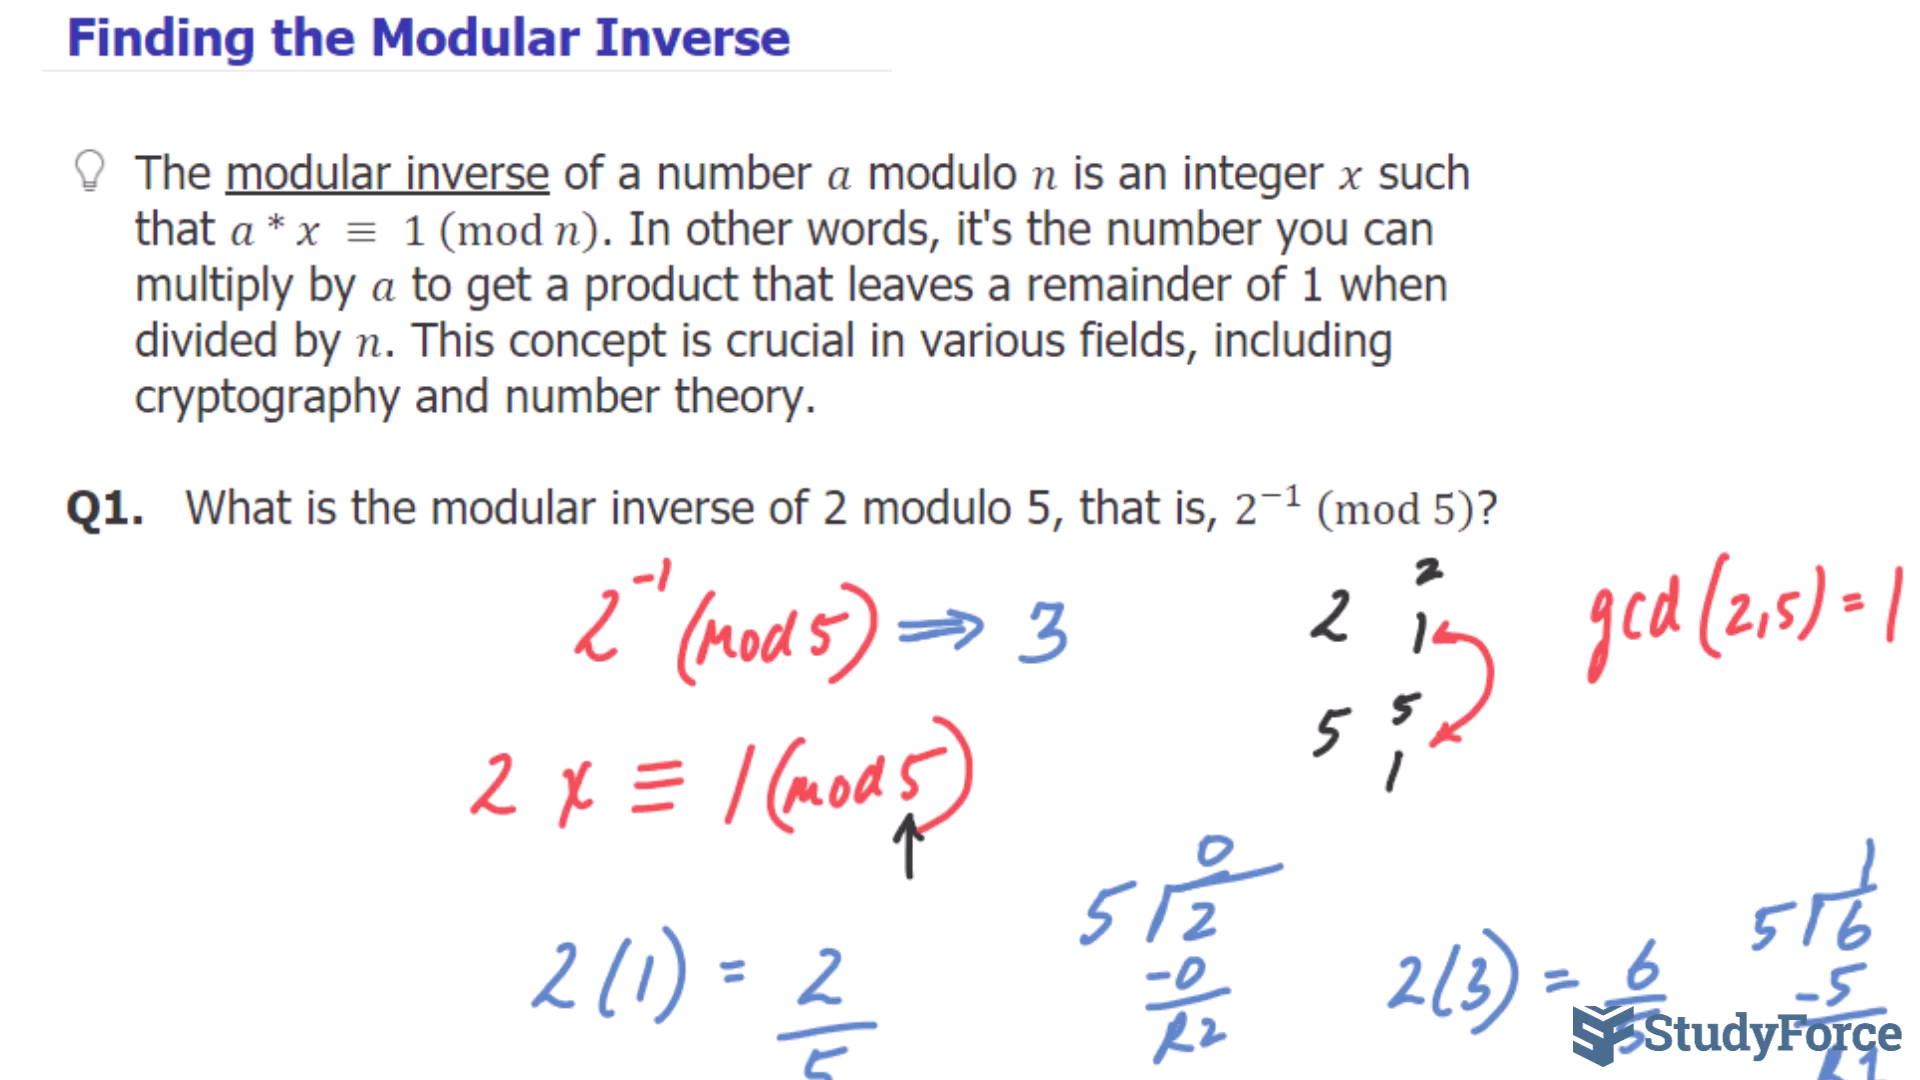 Finding the Modular Inverse
The modular inverse of a number a modulo n is an integer x such
that a * x ≡ 1 (mod n). In other words, it's the number you can
multiply by a to get a product that leaves a remainder of 1 when
divided by n. This concept is crucial in various fields, including
cryptography and number theory.
Q1. What is the modular inverse of 2 modulo 5, that is, 2⁻¹ (mod 5)?
2⁻¹ (mod 5) ⇒ 3
2 2
1
5 5
1
gcd (2,5) = 1
2 x ≡ 1 (mod 5)
↑
2(1) = 2
5
0
5 2
-0
R2
2(3) = 6
5
1
5 6
-5
R1
StudyForce